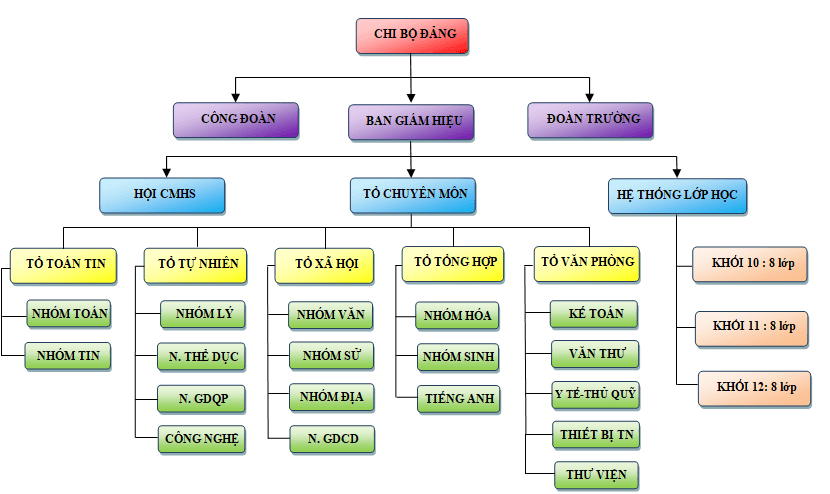 CHI BỘ ĐẢNG
CÔNG ĐOÀN
BAN GIÁM HIỆU
ĐOÀN TRƯỜNG
HỘI CMHS
TỔ CHUYÊN MÔN
HỆ THỐNG LỚP HỌC
TỔ TOÁN TIN
TỔ TỰ NHIÊN
TỔ XÃ HỘI
TỔ TỔNG HỢP
TỔ VĂN PHÒNG
KHỐI 10 : 8 lớp
NHÓM TOÁN
NHÓM LÝ
NHÓM VĂN
NHÓM HÓA
KẾ TOÁN
KHỐI 11 : 8 lớp
NHÓM TIN
N. THỂ DỤC
NHÓM SỬ
NHÓM SINH
VĂN THƯ
KHỐI 12: 8 lớp
N. GDQP
NHÓM ĐỊA
TIẾNG ANH
Y TẾ-THỦ QUỸ
CÔNG NGHỆ
N. GDCD
THIẾT BỊ TN
THƯ VIỆN